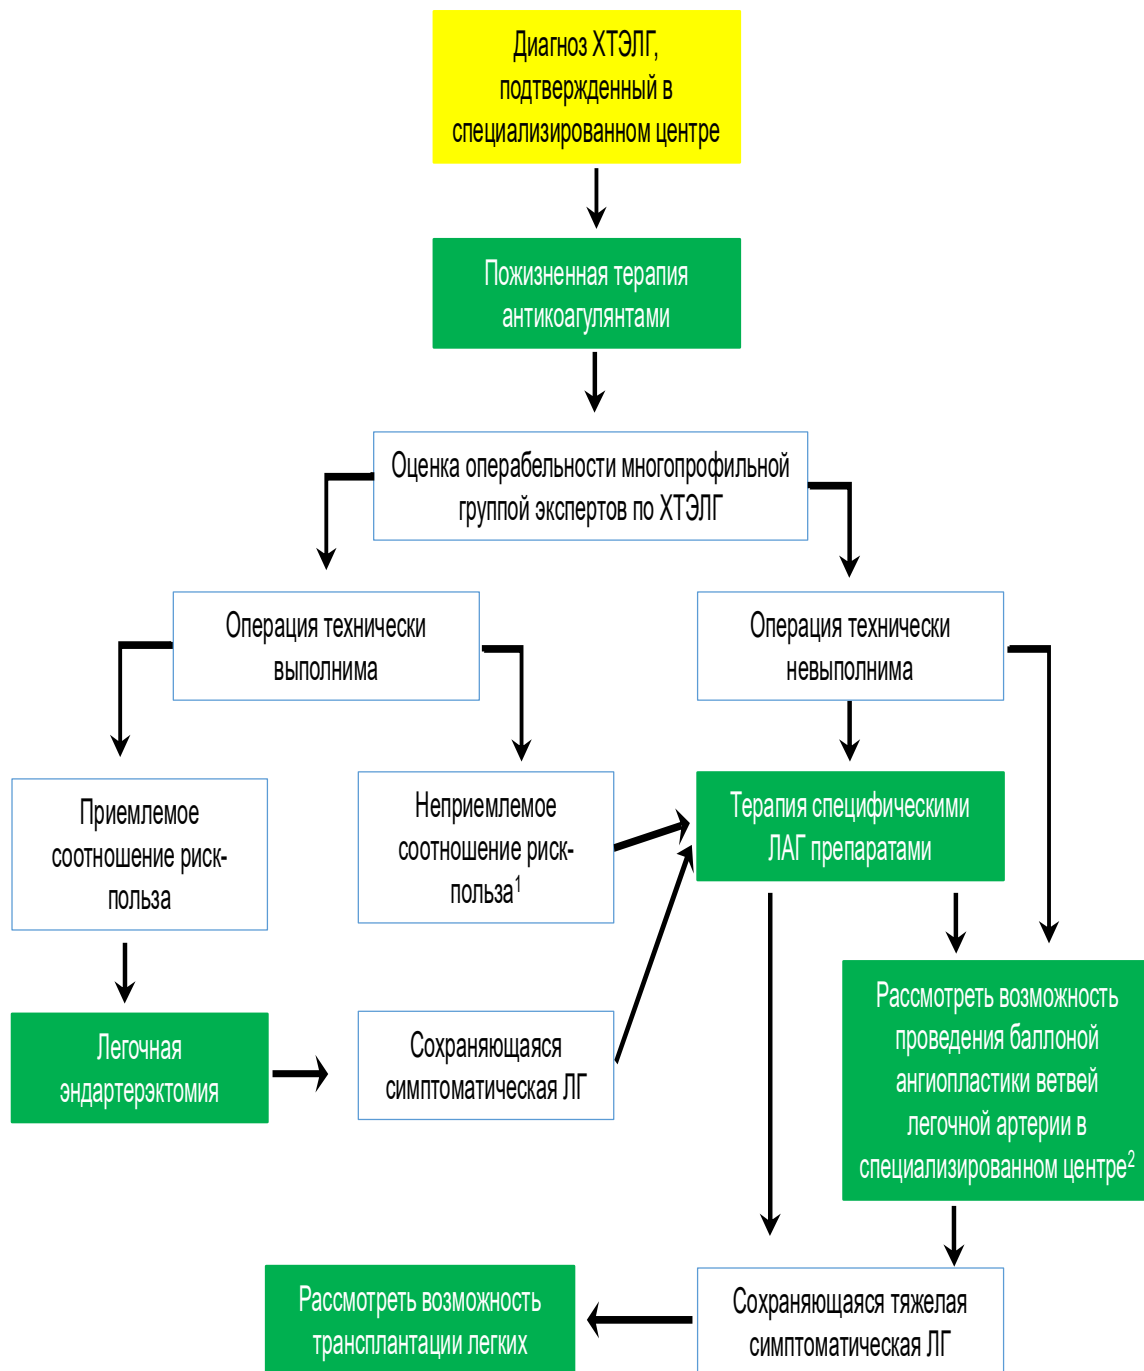 Диагноз ХТЭЛГ,
подтвержденный в
специализированном центре
Пожизненная терапия
антикоагулянтами
Оценка операбельности многопрофильной
группой экспертов по ХТЭЛГ
Операция технически
выполнима
Операция технически
невыполнима
Приемлемое
соотношение риск-
польза
Неприемлемое
соотношение риск-
польза¹
Терапия специфическими
ЛАГ препаратами
Легочная
эндартерэктомия
Сохраняющаяся
симптоматическая ЛГ
Рассмотреть возможность
проведения баллоной
ангиопластики ветвей
легочной артерии в
специализированном центре²
Рассмотреть возможность
трансплантации легких
Сохраняющаяся тяжелая
симптоматическая ЛГ